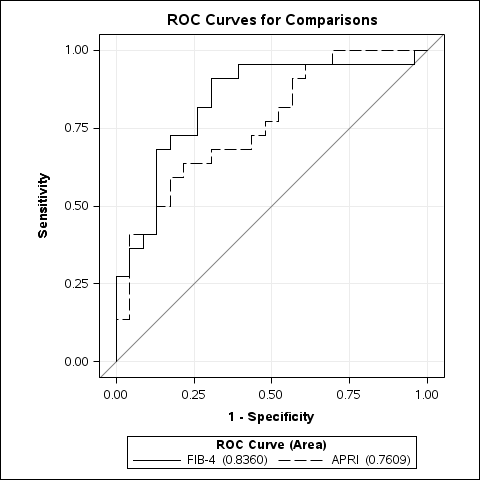 ROC Curves for Comparisons
1.00
0.75
0.50
0.25
0.00
Sensitivity
0.00 0.25 0.50 0.75 1.00
1 - Specificity
ROC Curve (Area)
FIB-4 (0.8360) APRI (0.7609)